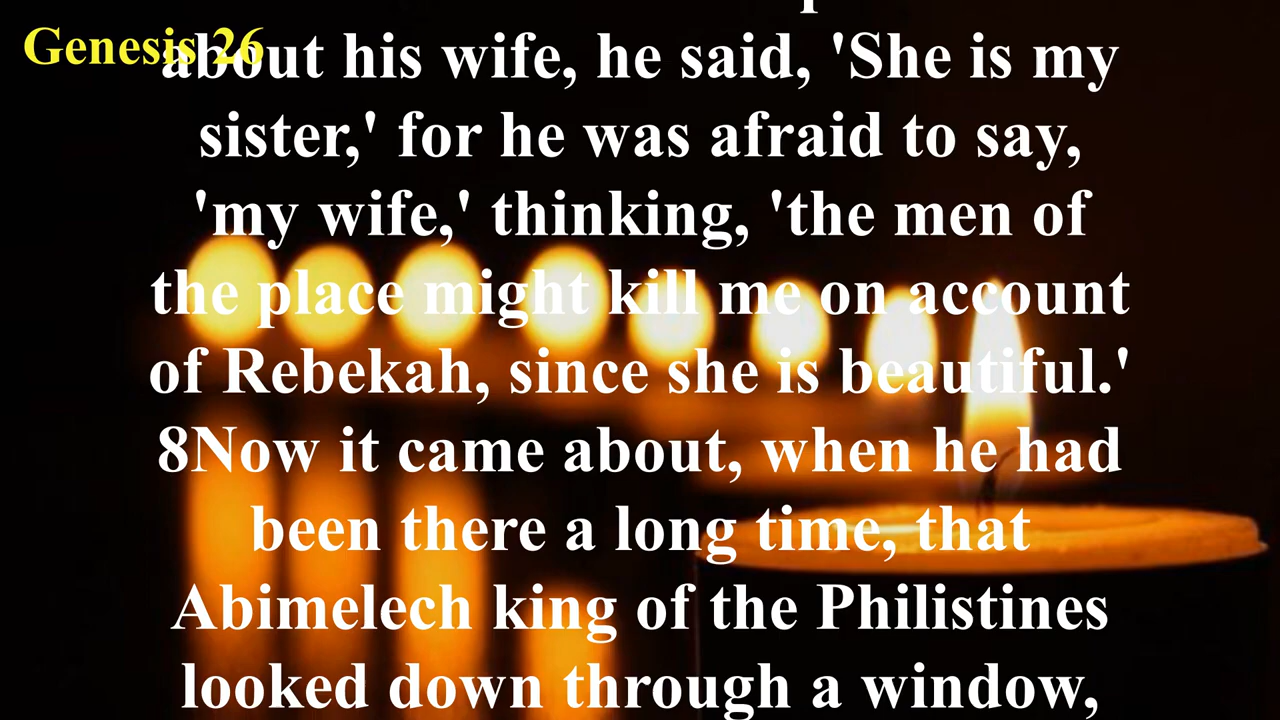 Genesis 26
about his wife, he said, 'She is my
sister,' for he was afraid to say,
'my wife,' thinking, 'the men of
the place might kill me on account
of Rebekah, since she is beautiful.'
8Now it came about, when he had
been there a long time, that
Abimelech king of the Philistines
looked down through a window,